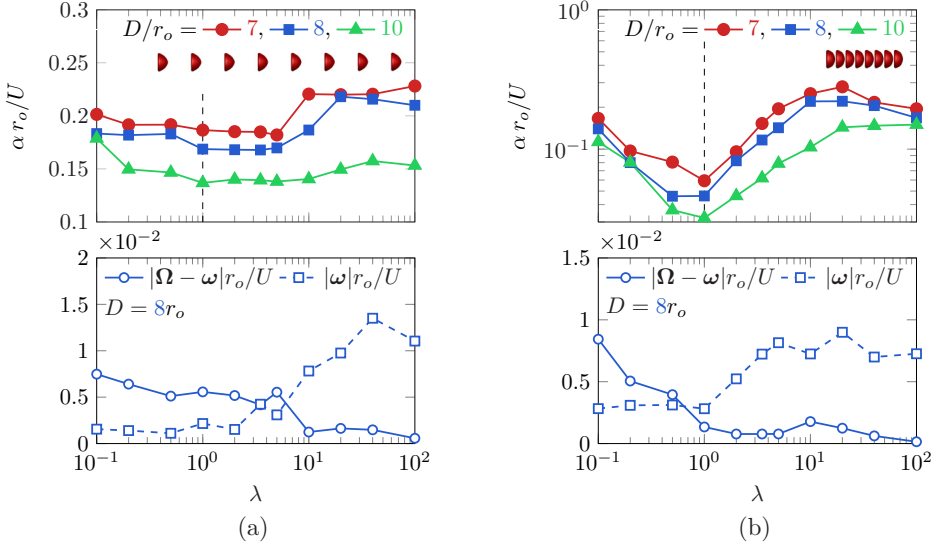 D/r_o = 7, 8, 10
0.3
0.25
0.2
0.15
0.1
α r_o/U
×10^−2
2
1.5
1
0.5
0
|Ω − ω|r_o/U |ω|r_o/U
D = 8r_o
10^−1 10^0 10^1 10^2
λ
(a)
D/r_o = 7, 8, 10
10^0
10^−1
α r_o/U
×10^−2
1.5
1
0.5
0
|Ω − ω|r_o/U |ω|r_o/U
D = 8r_o
10^−1 10^0 10^1 10^2
λ
(b)